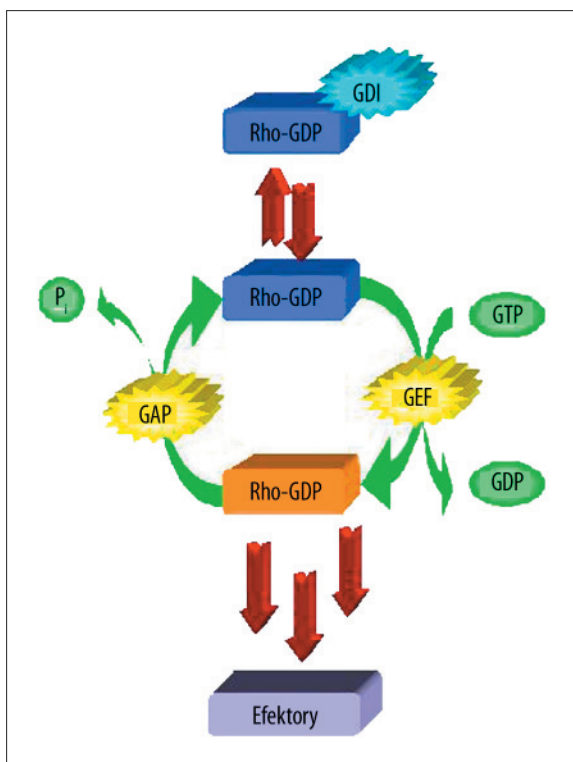 GDI
Rho-GDP
Rho-GDP
Pi
GTP
GAP
GEF
Rho-GDP
GDP
Efektory